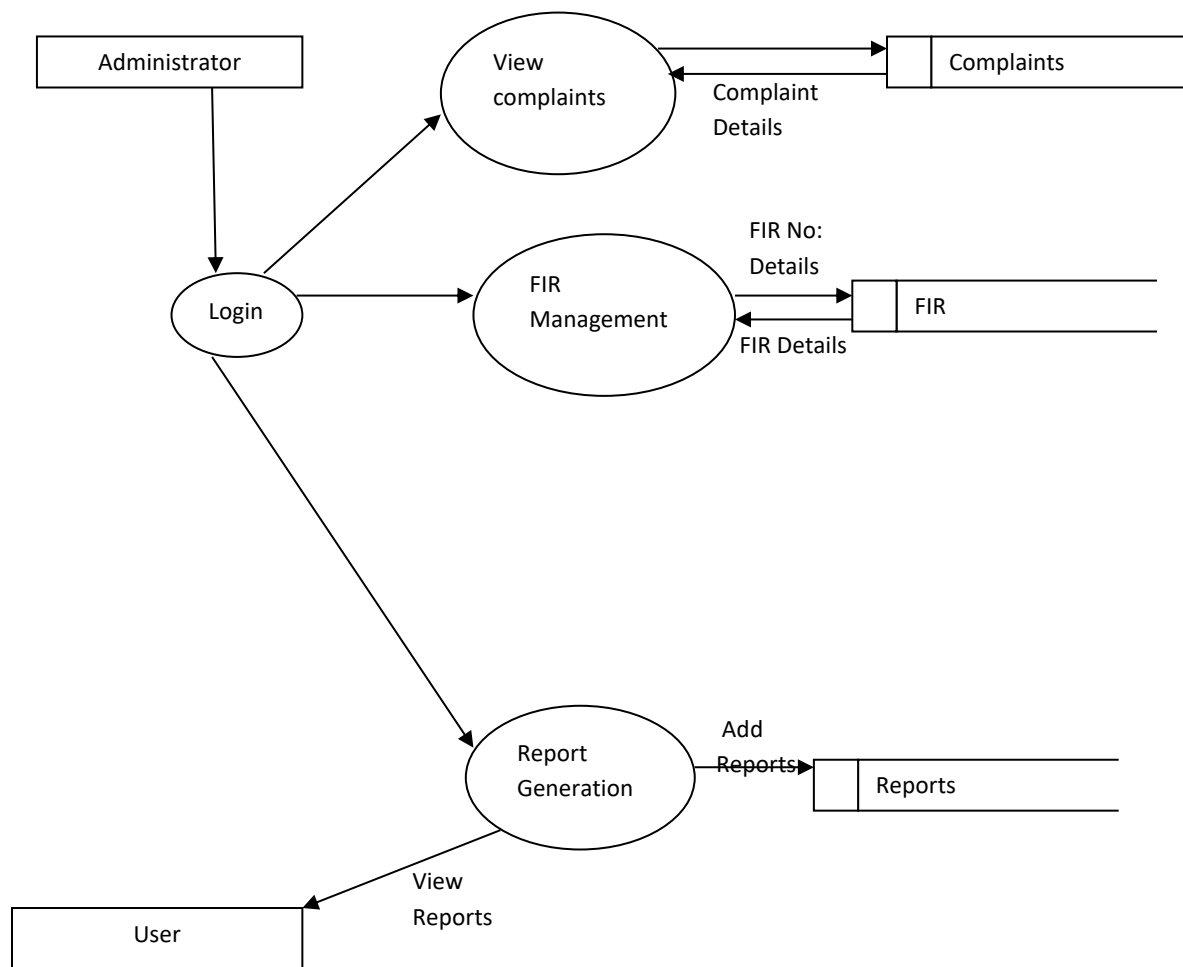 Administrator
View
complaints
Complaints
Complaint
Details
FIR No:
Details
Login
FIR
Management
FIR
FIR Details
Report
Generation
Add
Reports
Reports
View
Reports
User